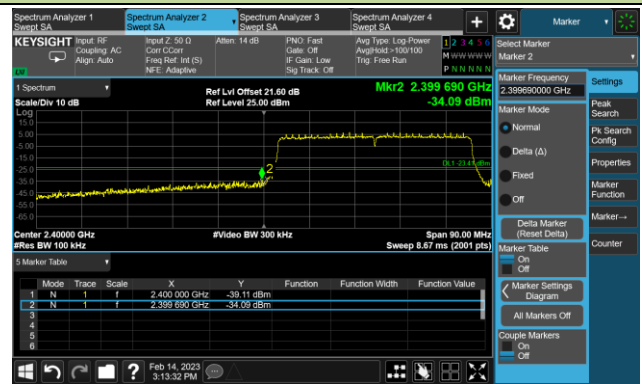 Spectrum Analyzer 1
Swept SA
Spectrum Analyzer 2
Swept SA
Spectrum Analyzer 3
Swept SA
Spectrum Analyzer 4
Swept SA
+
Marker
KEYSIGHT
Input: RF
Coupling: AC
Align: Auto
Input Z: 50 Ω
Corr CCorr
Freq Ref: Int (S)
NFE: Adaptive
Atten: 14 dB
PNO: Fast
Gate: Off
IF Gain: Low
Sig Track: Off
Avg Type: Log-Power
Avg|Hold:>100/100
Trig: Free Run
1 2 3 4 5 6
M W W W W W
P N N N N N
LXI
Select Marker
Marker 2
1 Spectrum
Scale/Div 10 dB
Log
Ref Lvl Offset 21.60 dB
Ref Level 25.00 dBm
Mkr2 2.399 690 GHz
-34.09 dBm
15.0
5.00
-5.00
-15.0
-25.0
-35.0
-45.0
-55.0
-65.0
2
DL1 -23.41 dBm
Center 2.40000 GHz
#Res BW 100 kHz
#Video BW 300 kHz
Span 90.00 MHz
Sweep 8.67 ms (2001 pts)
5 Marker Table
Mode Trace Scale X Y Function Function Width Function Value
1 N 1 f 2.400 000 GHz -39.11 dBm
2 N 1 f 2.399 690 GHz -34.09 dBm
3
4
5
6
Marker Frequency
2.399690000 GHz
Marker Mode
Normal
Delta (Δ)
Fixed
Off
Delta Marker
(Reset Delta)
Marker Table
On
Off
Marker Settings
Diagram
All Markers Off
Couple Markers
On
Off
Settings
Peak
Search
Pk Search
Config
Properties
Marker
Function
Marker→
Counter
?
Feb 14, 2023
3:13:32 PM